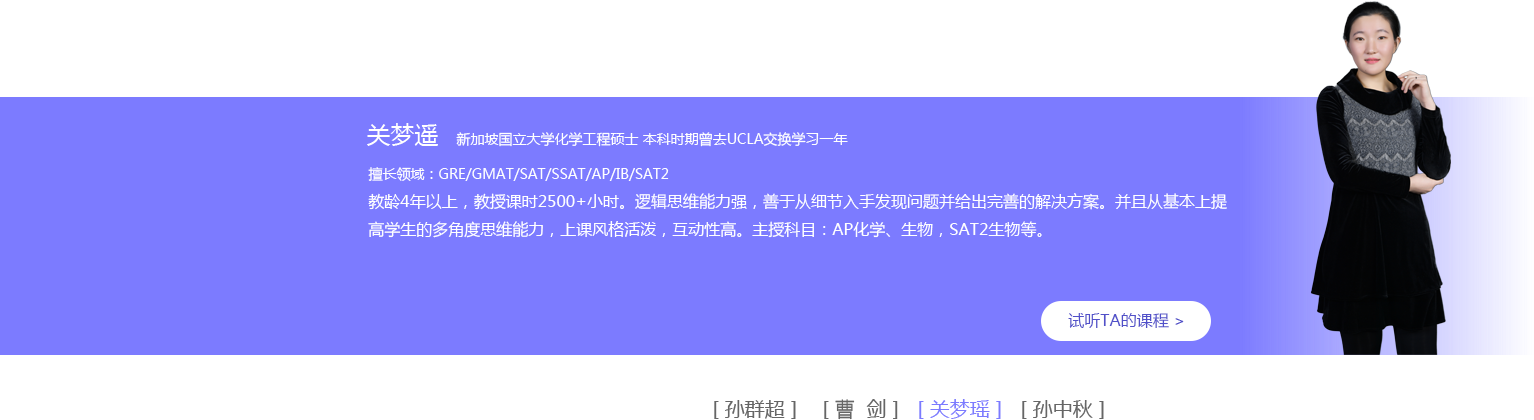 关梦遥 新加坡国立大学化学工程硕士 本科时期曾去UCLA交换学习一年
擅长领域：GRE/GMAT/SAT/SSAT/AP/IB/SAT2
教龄4年以上，教授课时2500+小时。逻辑思维能力强，善于从细节入手发现问题并给出完善的解决方案。并且从基本上提
高学生的多角度思维能力，上课风格活泼，互动性高。主授科目：AP化学、生物，SAT2生物等。
试听TA的课程 >
[ 孙群超 ] [ 曹 剑 ] [ 关梦瑶 ] [ 孙中秋 ]